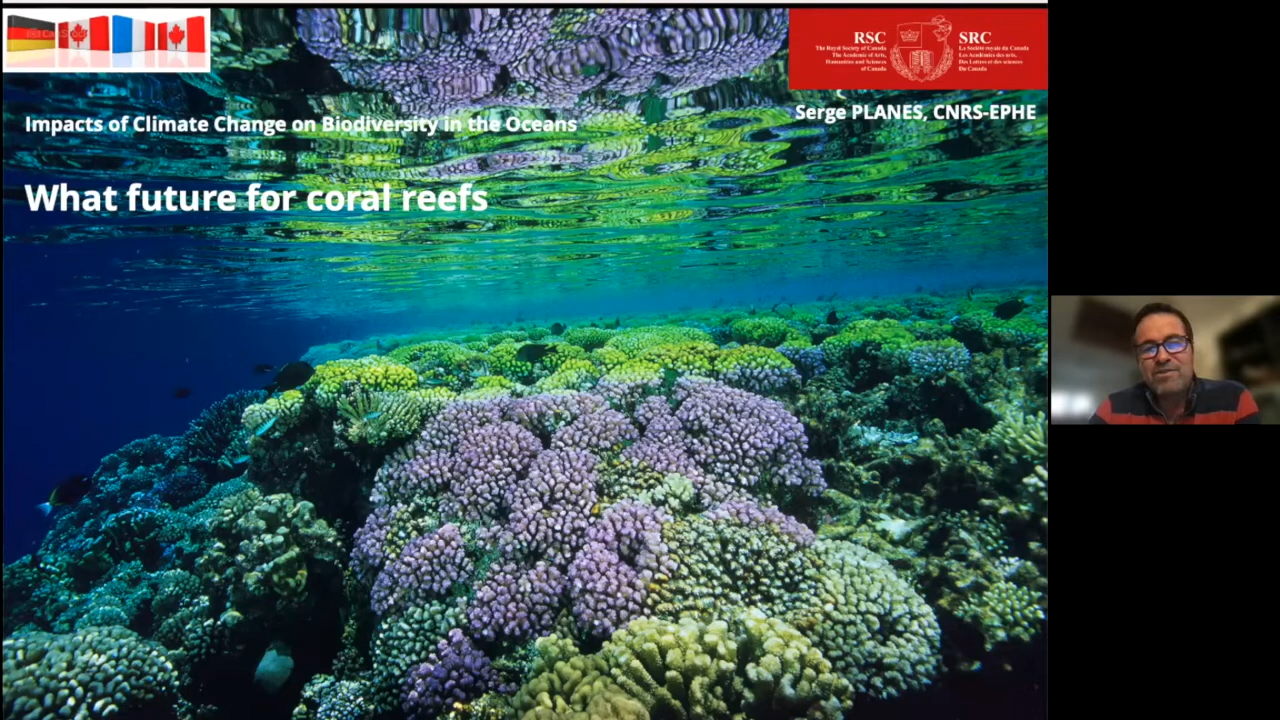 RSC
The Royal Society of Canada
The Academies of Arts,
Humanities and Sciences
of Canada
SRC
La Société royale du Canada
Les Académies des arts,
Des Lettres et des sciences
Du Canada
Serge PLANES, CNRS-EPHE
Impacts of Climate Change on Biodiversity in the Oceans
What future for coral reefs